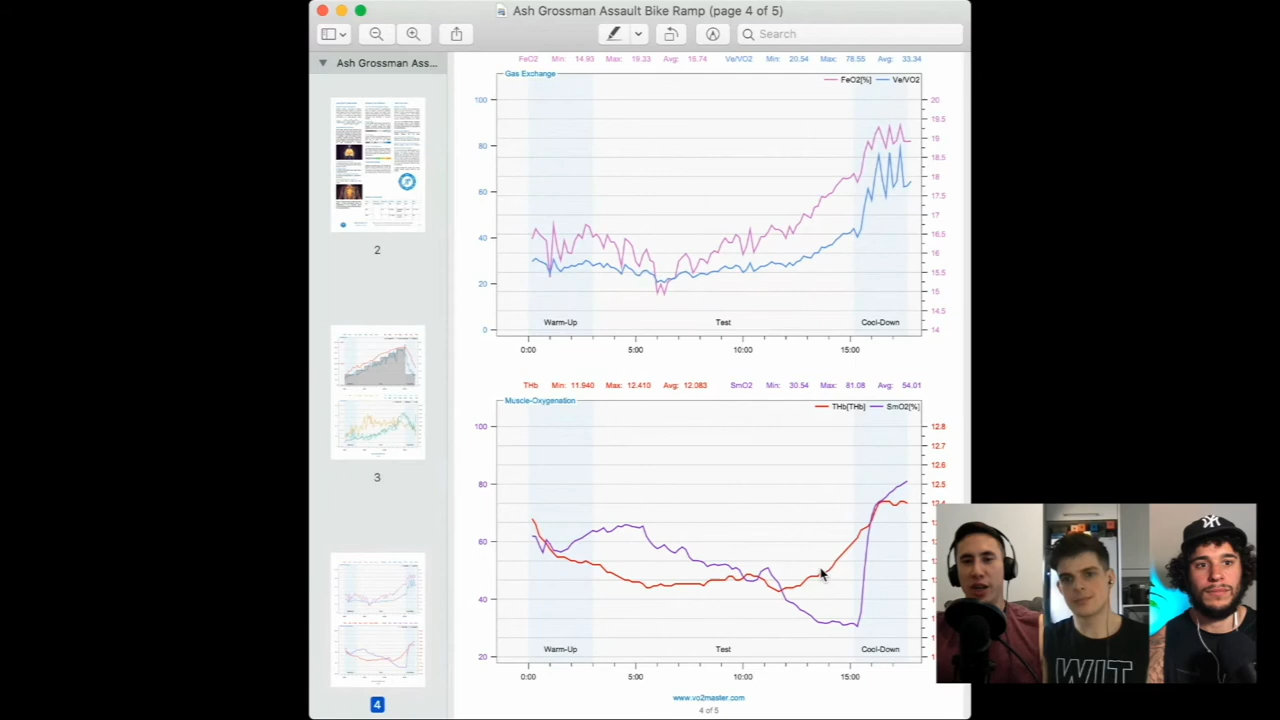 Ash Grossman Assault Bike Ramp (page 4 of 5)
Search
Ash Grossman Ass...
2
3
4
FeO2 Min: 14.93 Max: 19.33 Avg: 16.74 Ve/VO2 Min: 20.54 Max: 78.55 Avg: 33.34
Gas Exchange
FeO2[%] Ve/VO2
100
80
60
40
20
0
20
19.5
19
18.5
18
17.5
17
16.5
16
15.5
15
14.5
14
Warm-Up Test Cool-Down
0:00 5:00 10:00 15:00
THb Min: 11.940 Max: 12.410 Avg: 12.083 SmO2 Min: 30.54 Max: 81.08 Avg: 54.01
Muscle-Oxygenation
THb[THb] SmO2[%]
100
80
60
40
20
12.8
12.7
12.6
12.5
Warm-Up Test Cool-Down
0:00 5:00 10:00 15:00
www.vo2master.com
4 of 5
WIT